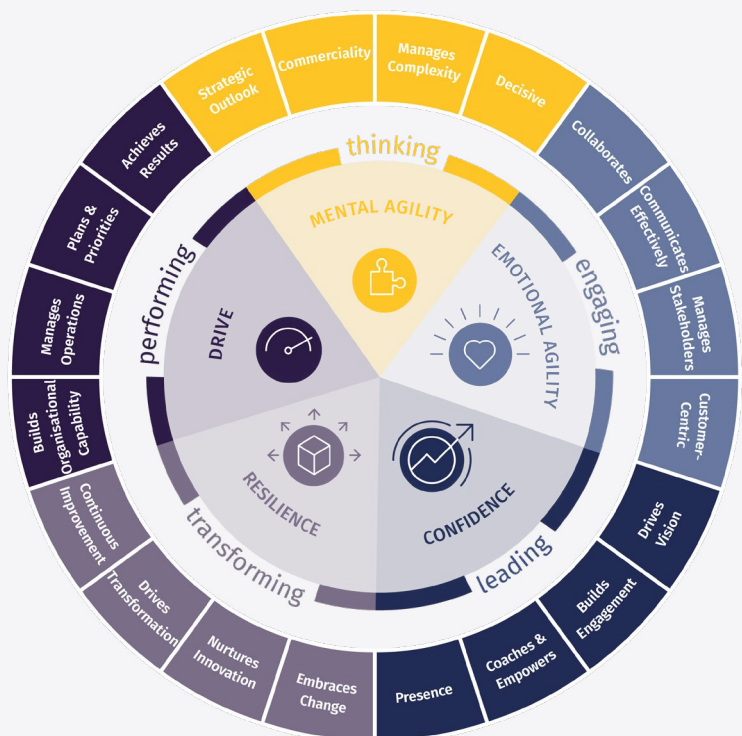 Strategic
Outlook
Commerciality
Manages
Complexity
Decisive
Collaborates
Communicates
Effectively
Manages
Stakeholders
Customer-
Centric
Drives
Vision
Builds
Engagement
Coaches &
Empowers
Presence
Embraces
Change
Nurtures
Innovation
Drives
Transformation
Continuous
Improvement
Builds
Organisational
Capability
Manages
Operations
Plans &
Priorities
Achieves
Results
thinking
engaging
leading
transforming
performing
MENTAL AGILITY
EMOTIONAL AGILITY
CONFIDENCE
RESILIENCE
DRIVE